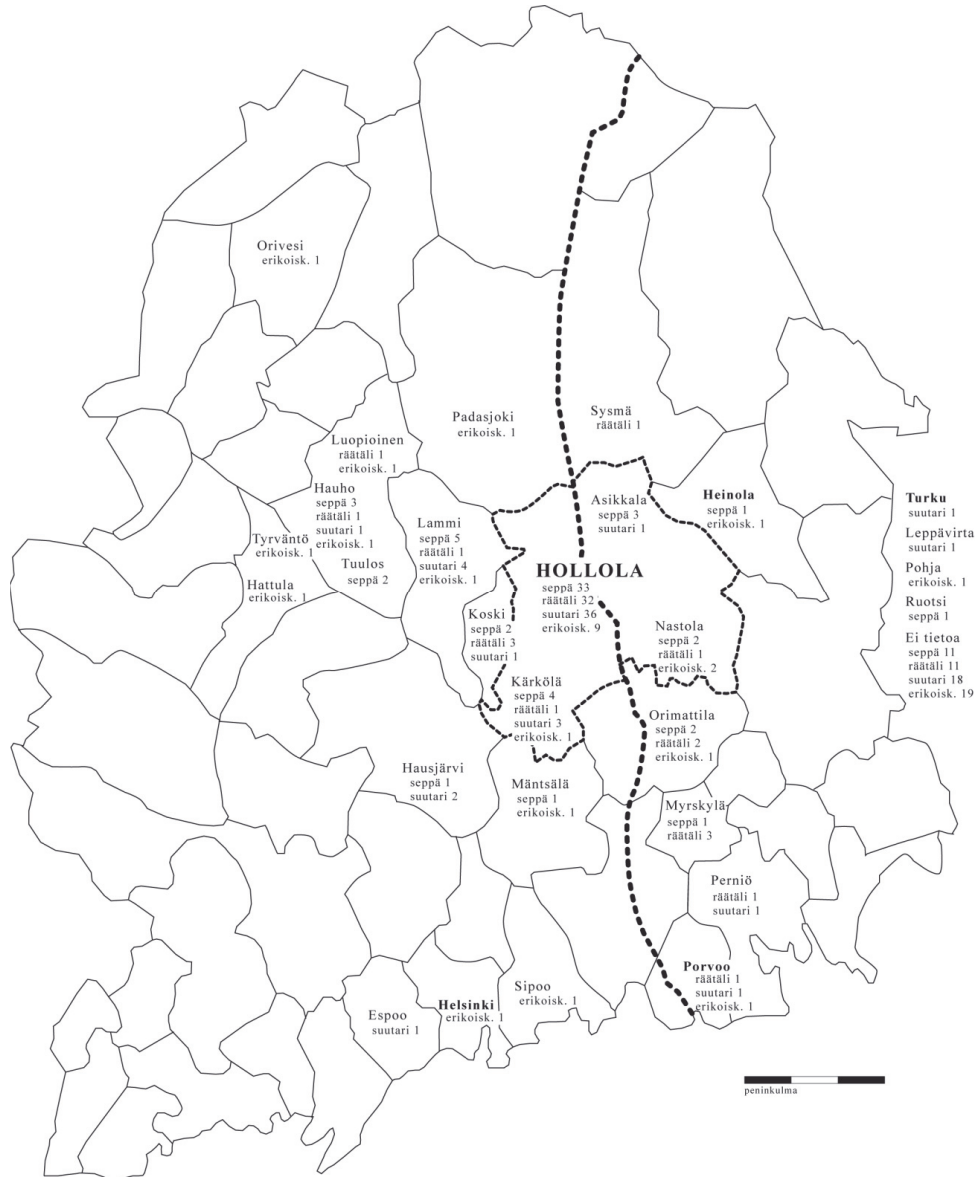 Orivesi
erikoisk. 1
Padasjoki
erikoisk. 1
Sysmä
räätäli 1
Luopioinen
räätäli 1
erikoisk. 1
Hauho
seppä 3
räätäli 1
suutari 1
erikoisk. 1
Tyrväntö
erikoisk. 1
Hattula
erikoisk. 1
Tuulos
seppä 2
Lammi
seppä 5
räätäli 1
suutari 4
erikoisk. 1
Asikkala
seppä 3
suutari 1
Heinola
seppä 1
erikoisk. 1
HOLLOLA
seppä 33
räätäli 32
suutari 36
erikoisk. 9
Koski
seppä 2
räätäli 3
suutari 1
Nastola
seppä 2
räätäli 1
erikoisk. 2
Kärkölä
seppä 4
räätäli 1
suutari 3
erikoisk. 1
Orimattila
seppä 2
räätäli 2
erikoisk. 1
Hausjärvi
seppä 1
suutari 2
Mäntsälä
seppä 1
erikoisk. 1
Myrskylä
seppä 1
räätäli 3
Perniö
räätäli 1
suutari 1
Porvoo
räätäli 1
suutari 1
erikoisk. 1
Sipoo
erikoisk. 1
Helsinki
erikoisk. 1
Espoo
suutari 1
Turku
suutari 1
Leppävirta
suutari 1
Pohja
erikoisk. 1
Ruotsi
seppä 1
Ei tietoa
seppä 11
räätäli 11
suutari 18
erikoisk. 19
peninkulma